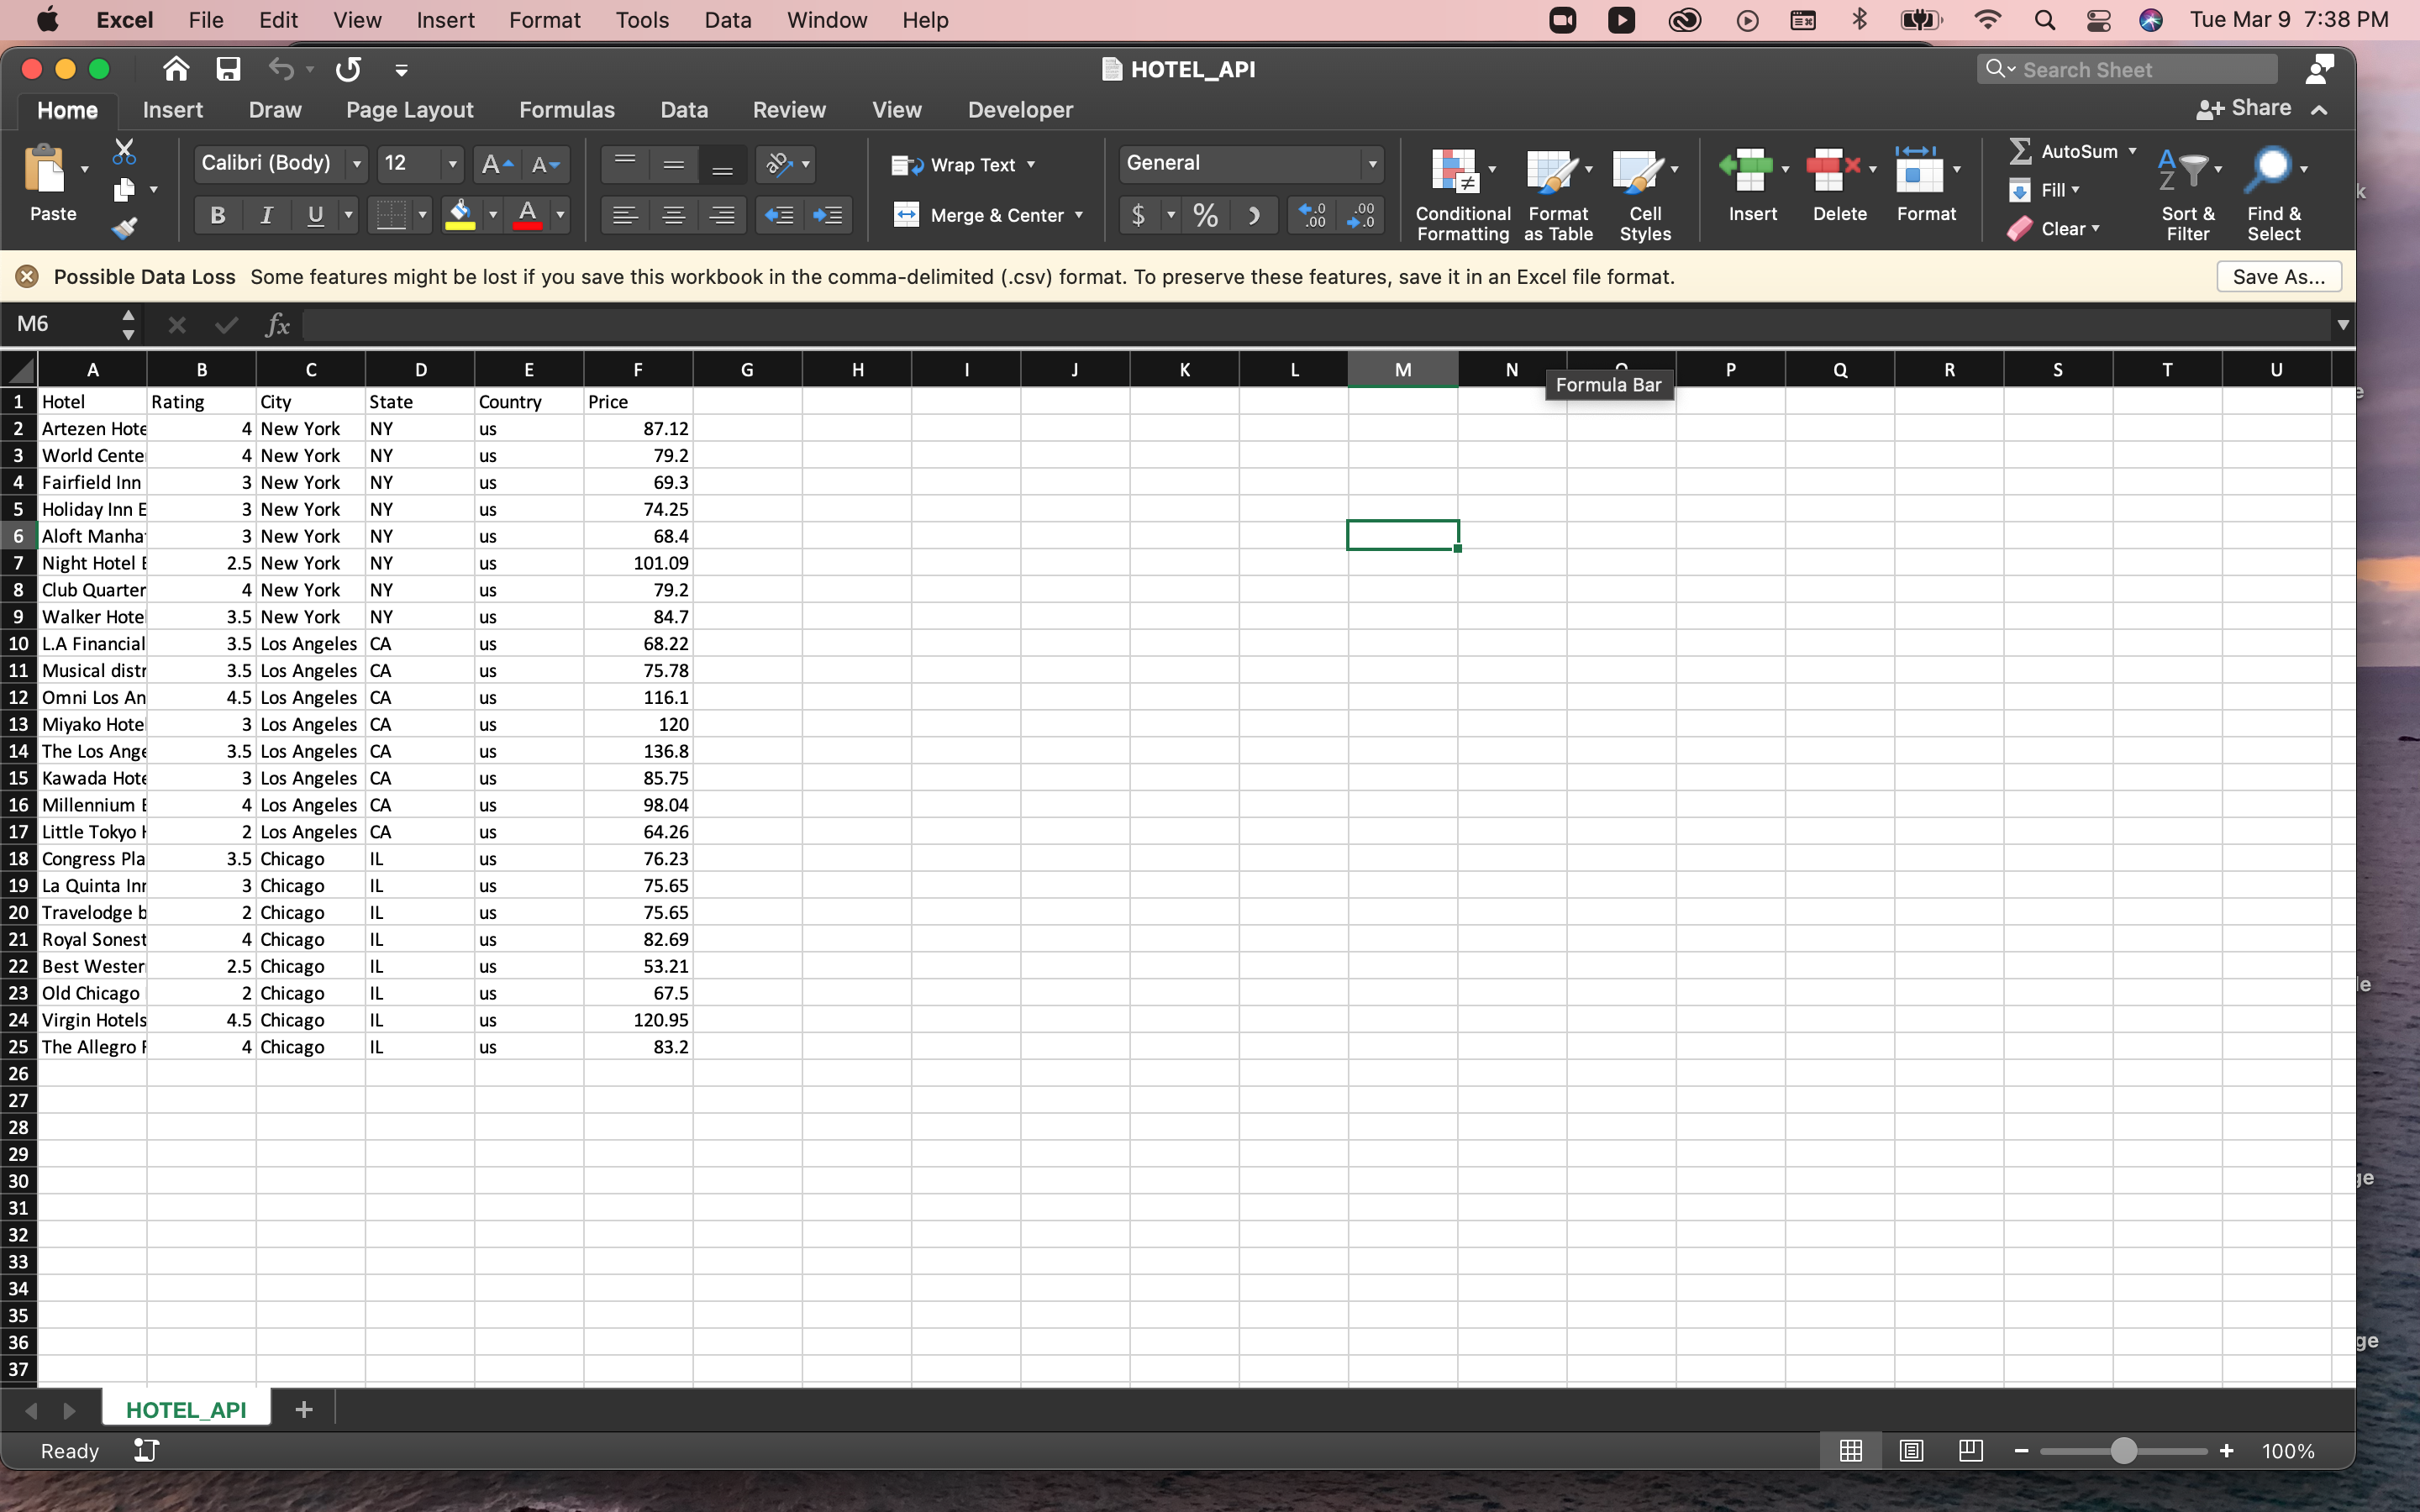 Excel File Edit View Insert Format Tools Data Window Help Tue Mar 9 7:38 PM
HOTEL_API Search Sheet
Home Insert Draw Page Layout Formulas Data Review View Developer Share
Paste Calibri (Body) 12 A A Wrap Text General Conditional Formatting Format as Table Cell Styles Insert Delete Format AutoSum Fill Clear Sort & Filter Find & Select
B I U A Merge & Center $ % .0 .00 .00 .0
Possible Data Loss Some features might be lost if you save this workbook in the comma-delimited (.csv) format. To preserve these features, save it in an Excel file format. Save As...
M6 fx
A B C D E F G H I J K L M N O P Q R S T U
Formula Bar
1 Hotel Rating City State Country Price
2 Artezen Hote 4 New York NY us 87.12
3 World Cente 4 New York NY us 79.2
4 Fairfield Inn 3 New York NY us 69.3
5 Holiday Inn E 3 New York NY us 74.25
6 Aloft Manha 3 New York NY us 68.4
7 Night Hotel 2.5 New York NY us 101.09
8 Club Quarter 4 New York NY us 79.2
9 Walker Hote 3.5 New York NY us 84.7
10 L.A Financial 3.5 Los Angeles CA us 68.22
11 Musical distr 3.5 Los Angeles CA us 75.78
12 Omni Los An 4.5 Los Angeles CA us 116.1
13 Miyako Hote 3 Los Angeles CA us 120
14 The Los Ange 3.5 Los Angeles CA us 136.8
15 Kawada Hote 3 Los Angeles CA us 85.75
16 Millennium 4 Los Angeles CA us 98.04
17 Little Tokyo 2 Los Angeles CA us 64.26
18 Congress Pla 3.5 Chicago IL us 76.23
19 La Quinta Inn 3 Chicago IL us 75.65
20 Travelodge b 2 Chicago IL us 75.65
21 Royal Sonest 4 Chicago IL us 82.69
22 Best Wester 2.5 Chicago IL us 53.21
23 Old Chicago 2 Chicago IL us 67.5
24 Virgin Hotels 4.5 Chicago IL us 120.95
25 The Allegro 4 Chicago IL us 83.2
26
27
28
29
30
31
32
33
34
35
36
37
HOTEL_API
Ready 100%